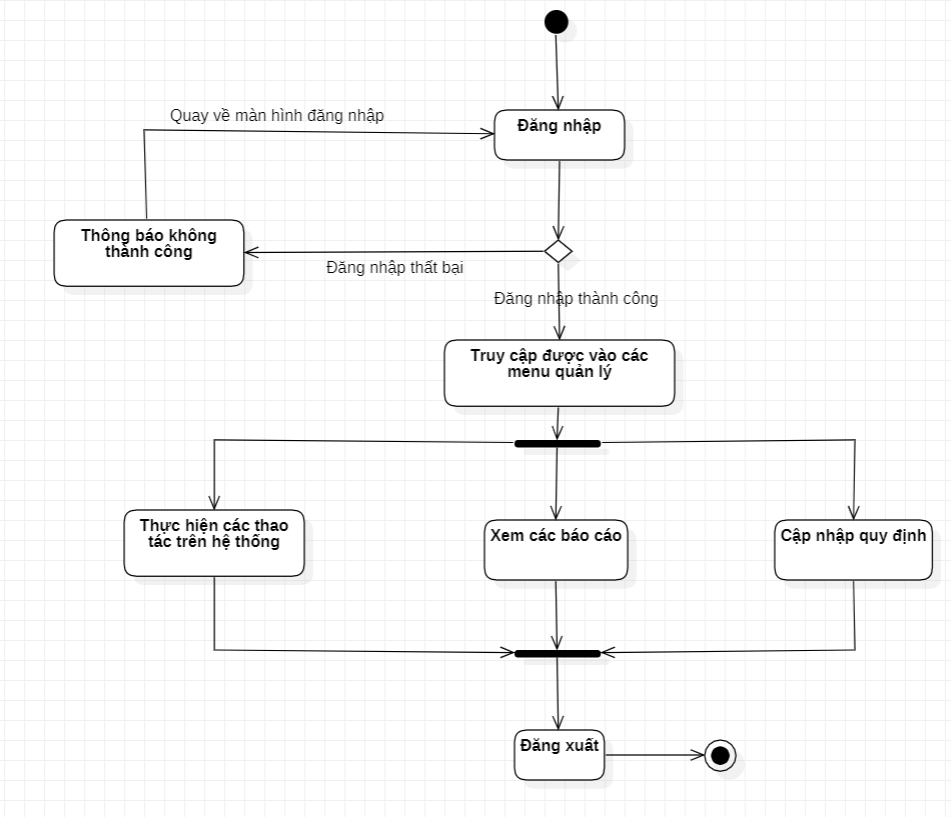 Quay về màn hình đăng nhập
Đăng nhập
Thông báo không
thành công
Đăng nhập thất bại
Đăng nhập thành công
Truy cập được vào các
menu quản lý
Thực hiện các thao
tác trên hệ thống
Xem các báo cáo
Cập nhập quy định
Đăng xuất